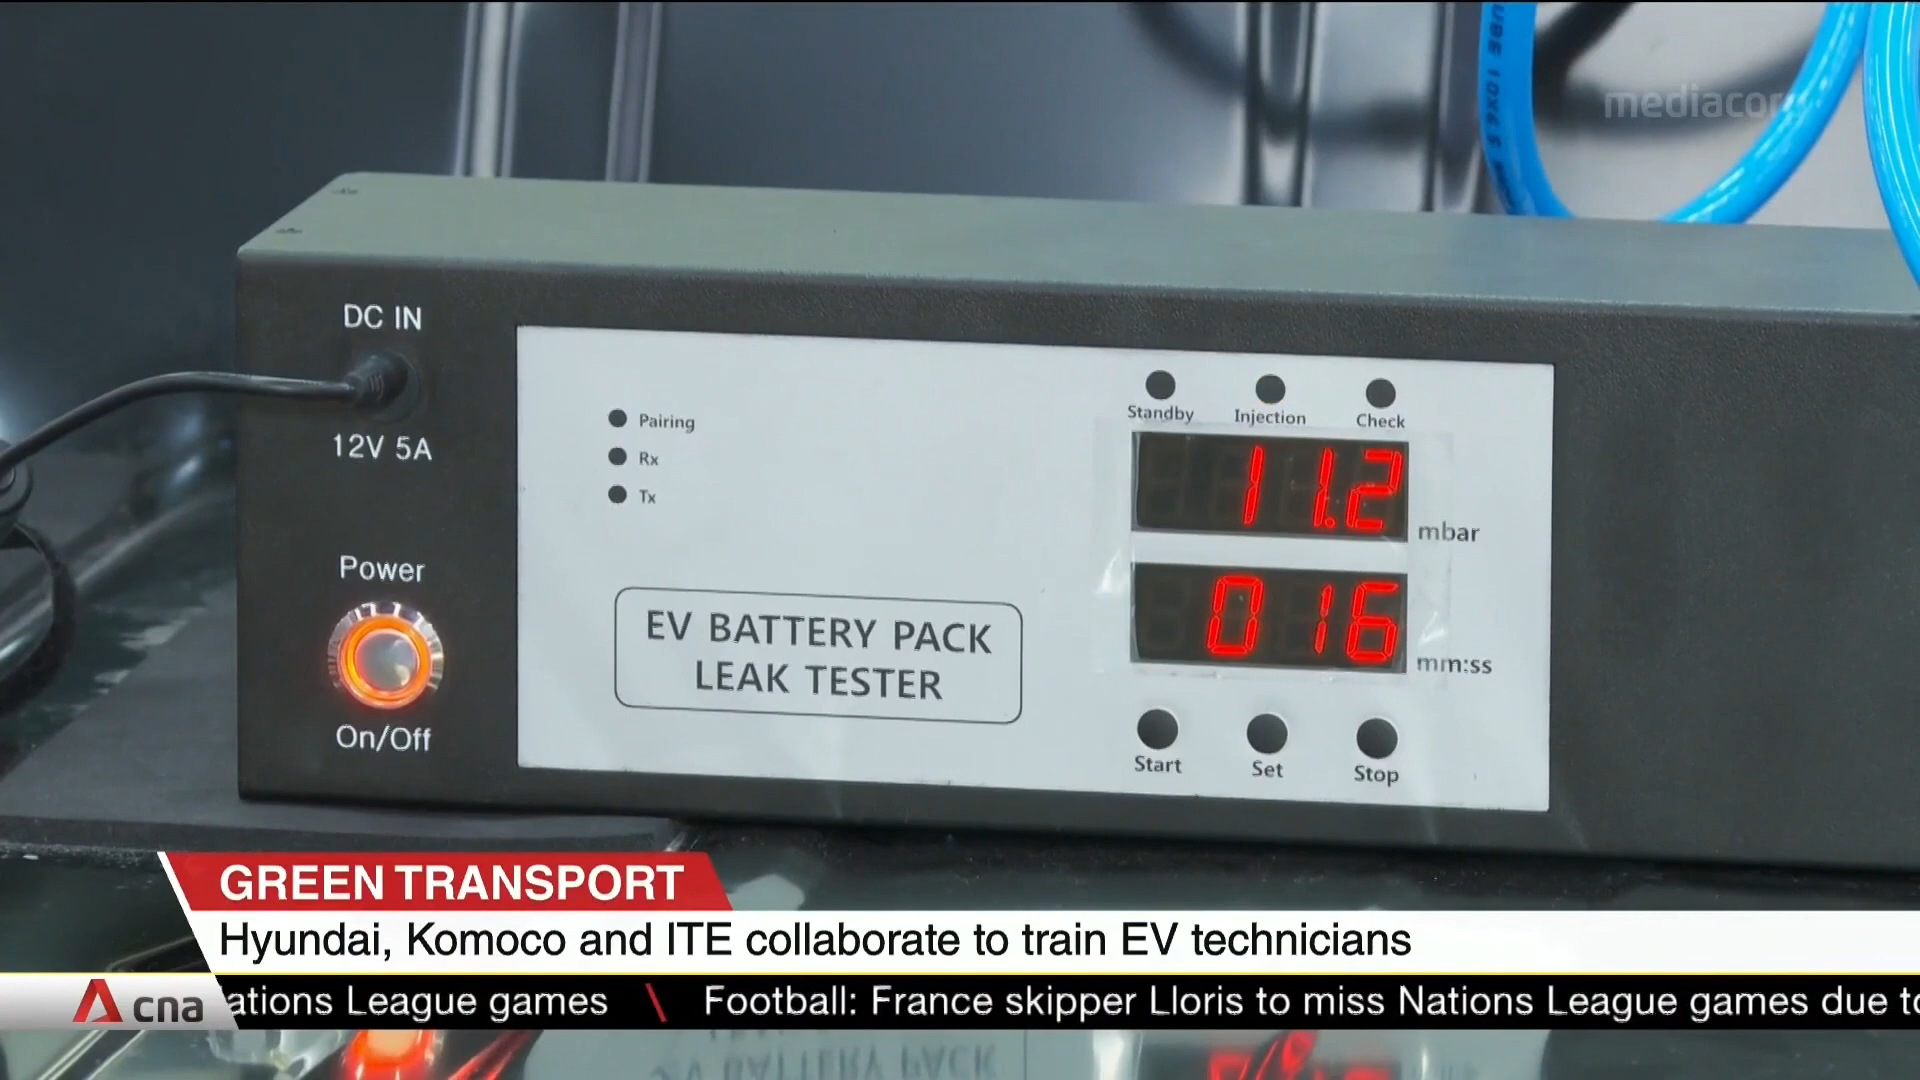 mediacorp
DC IN
12V 5A
Power
On/Off
Pairing
Rx
Tx
EV BATTERY PACK
LEAK TESTER
Standby Injection Check
11.2 mbar
016 mm:ss
Start Set Stop
GREEN TRANSPORT
Hyundai, Komoco and ITE collaborate to train EV technicians
cna
ations League games \ Football: France skipper Lloris to miss Nations League games due to